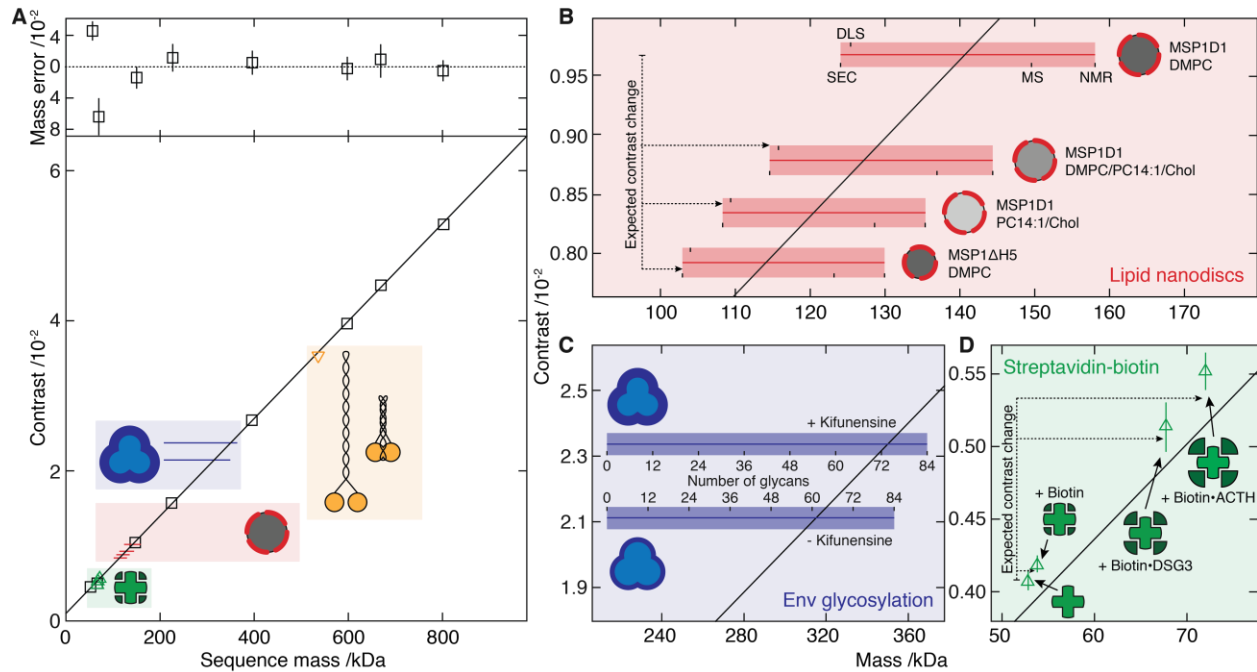 A
Mass error /10⁻²
4
0
4
8
Contrast /10⁻²
6
4
2
0
0 200 400 600 800
Sequence mass /kDa
B
Contrast /10⁻²
0.95
0.90
0.85
0.80
Expected contrast change
DLS
SEC MS NMR
MSP1D1
DMPC
MSP1D1
DMPC/PC14:1/Chol
MSP1D1
PC14:1/Chol
MSP1ΔH5
DMPC
Lipid nanodiscs
100 110 120 130 140 150 160 170
C
2.5
2.3
2.1
1.9
+ Kifunensine
0 12 24 36 48 60 72 84
Number of glycans
0 12 24 36 48 60 72 84
- Kifunensine
Env glycosylation
240 280 320 360
Mass /kDa
D
Streptavidin-biotin
0.55
0.50
0.45
0.40
Expected contrast change
+ Biotin
+ Biotin•ACTH
+ Biotin•DSG3
50 60 70